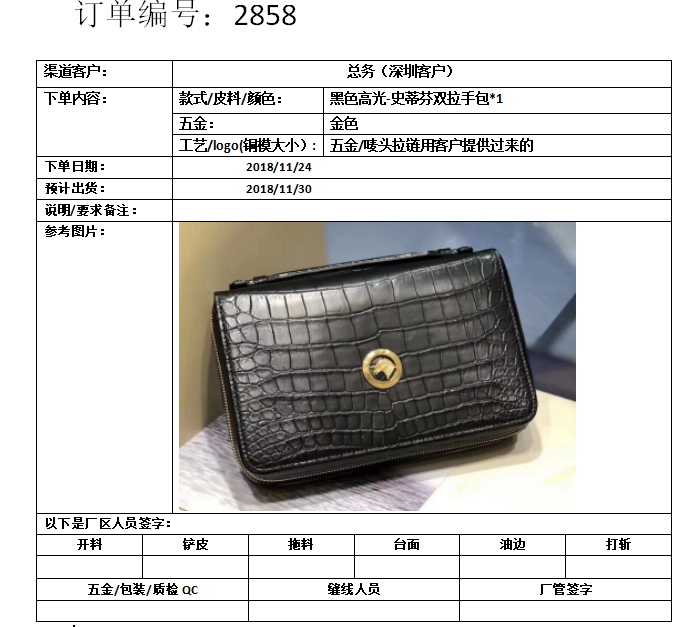 订单编号：2858
渠道客户： 总务（深圳客户）
下单内容： 款式/皮料/颜色： 黑色高光-史蒂芬双拉手包*1
五金： 金色
工艺/logo(铜模大小）: 五金/唛头拉链用客户提供过来的
下单日期： 2018/11/24
预计出货： 2018/11/30
说明/要求备注：
参考图片：
以下是厂区人员签字：
开料 铲皮 拖料 台面 油边 打斩
五金/包装/质检 QC 缝线人员 厂管签字